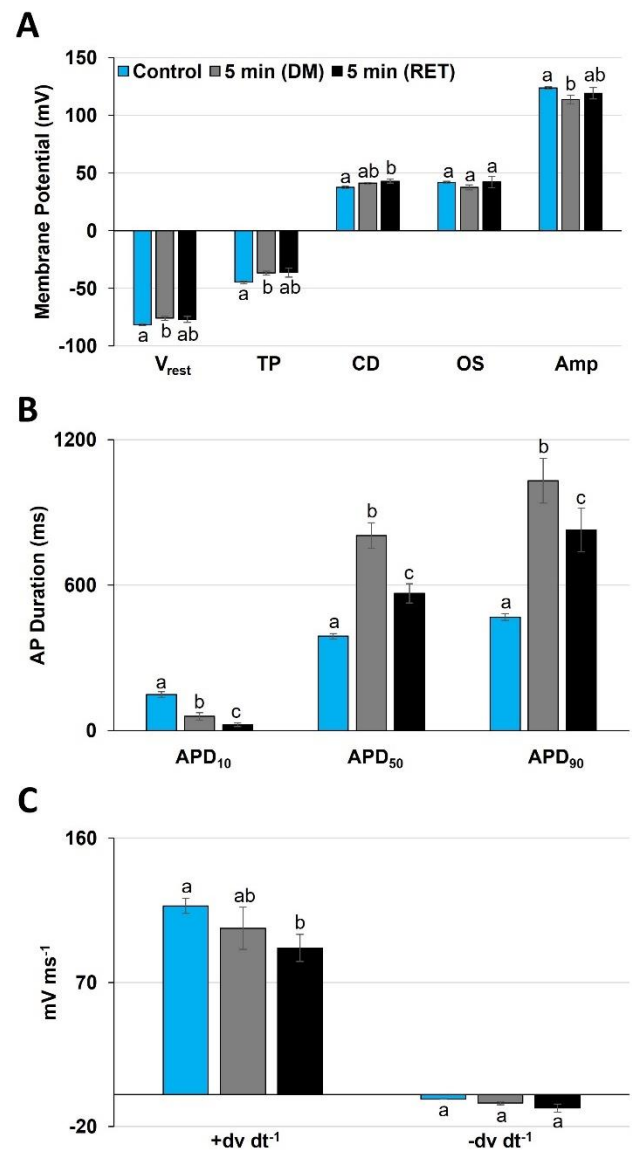 A
150
Control 5 min (DM) 5 min (RET)
a b ab
100
50
a ab b a a a
0
-50
a b ab
a b ab
-100
Membrane Potential (mV)
Vrest TP CD OS Amp
B
1200
b
c
b
600
c
a
a
a
b
c
0
AP Duration (ms)
APD10 APD50 APD90
C
160
a ab
b
70
a a a
-20
mV ms-1
+dv dt-1 -dv dt-1